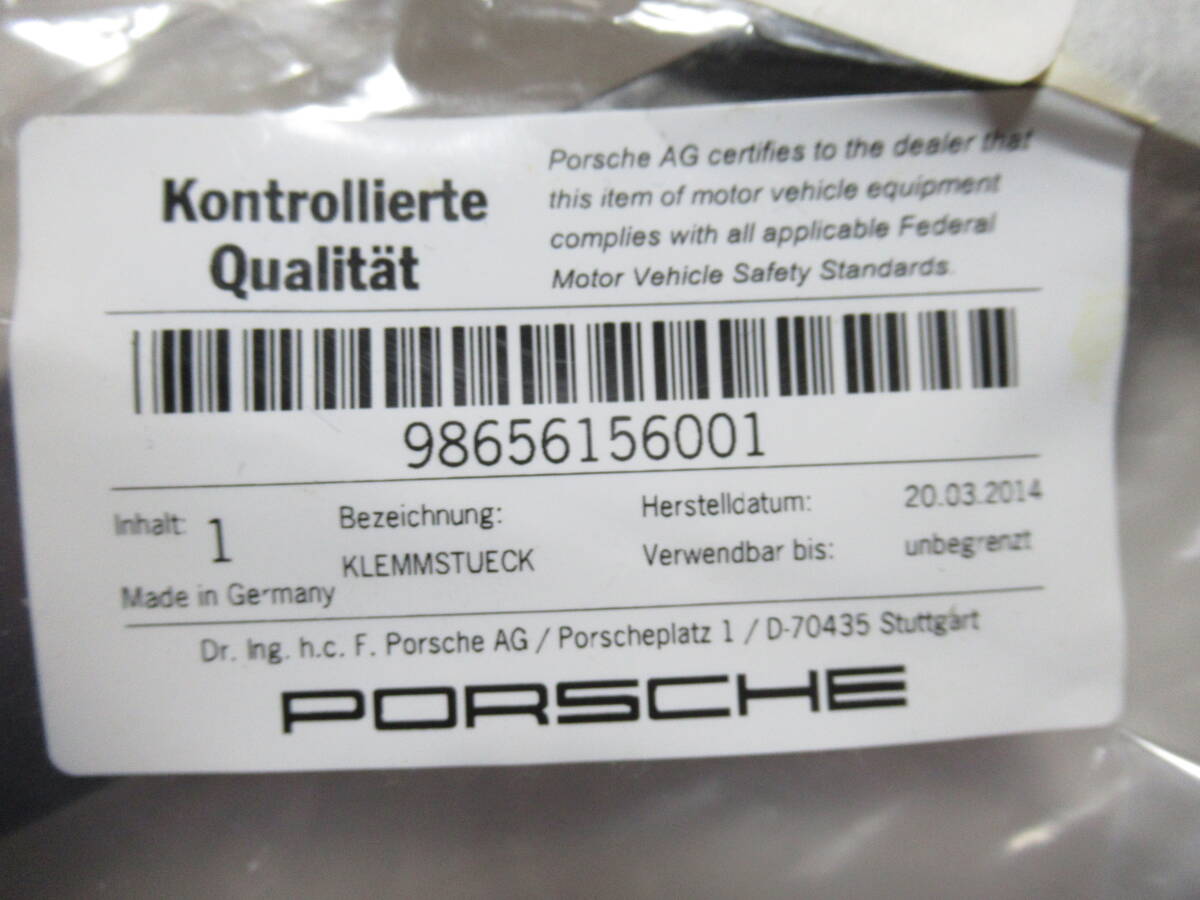 Kontrollierte
Qualität
Porsche AG certifies to the dealer that
this item of motor vehicle equipment
complies with all applicable Federal
Motor Vehicle Safety Standards.
98656156001
Inhalt: 1
Bezeichnung:
KLEMMSTUECK
Herstelldatum: 20.03.2014
Verwendbar bis: unbegrenzt
Made in Germany
Dr. Ing. h.c. F. Porsche AG / Porscheplatz 1 / D-70435 Stuttgart
PORSCHE